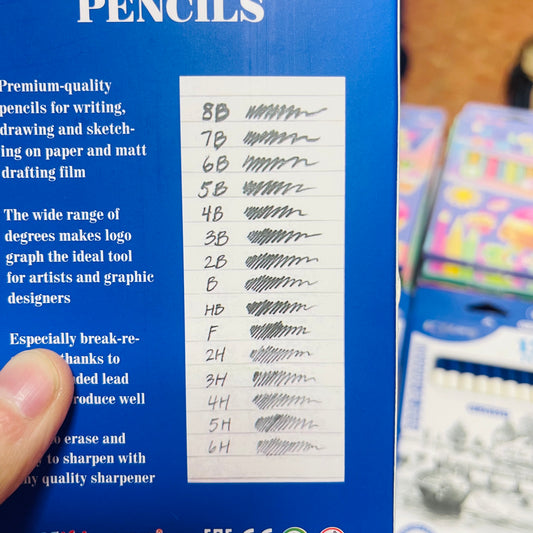 PENCILS
Premium-quality
pencils for writing,
drawing and sketch-
ing on paper and matt
drafting film
The wide range of
degrees makes logo
graph the ideal tool
for artists and graphic
designers
Especially break-re-
thanks to
lead
well
erase and
to sharpen with
quality sharpener
8B
7B
6B
5B
4B
3B
2B
B
HB
F
2H
3H
4H
5H
6H